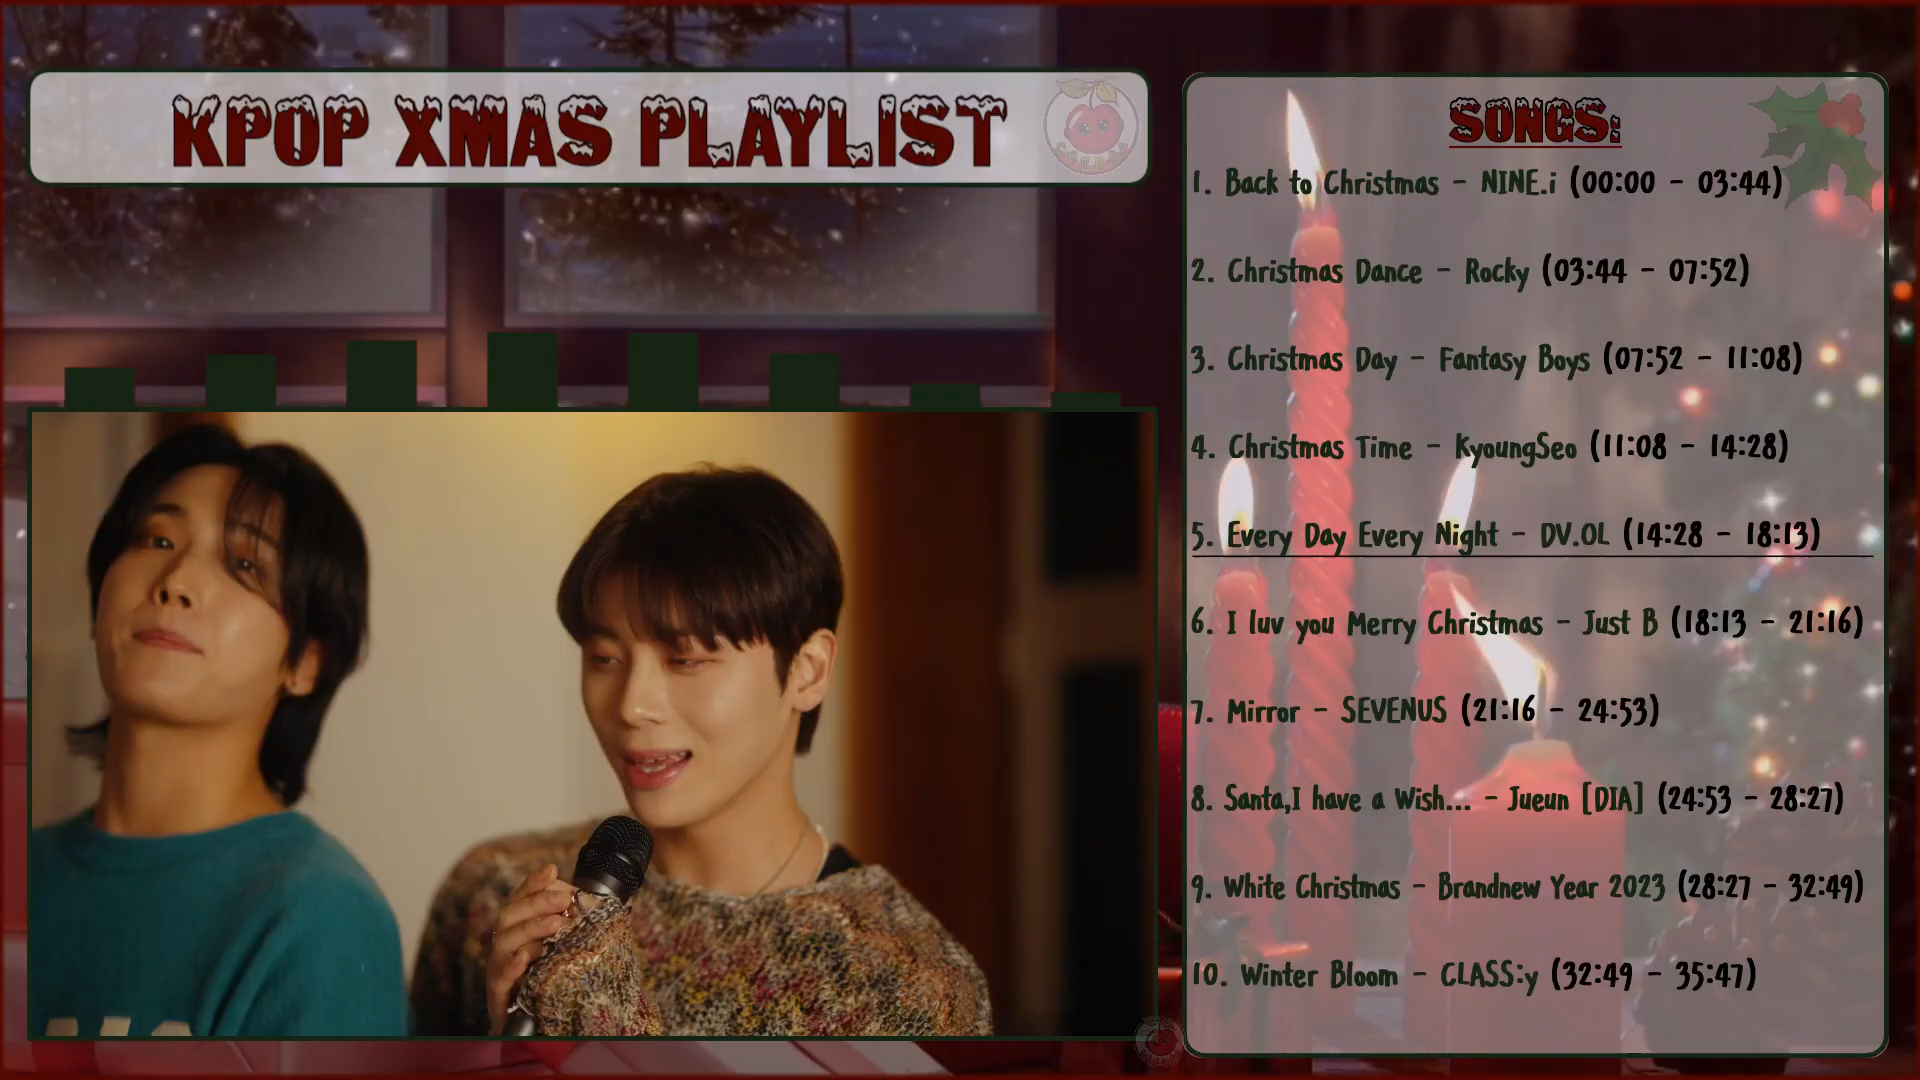 KPOP XMAS PLAYLIST
SONGS:
1. Back to Christmas - NINE.i (00:00 - 03:44)
2. Christmas Dance - Rocky (03:44 - 07:52)
3. Christmas Day - Fantasy Boys (07:52 - 11:08)
4. Christmas Time - KyoungSeo (11:08 - 14:28)
5. Every Day Every Night - DV.OL (14:28 - 18:13)
6. I luv you Merry Christmas - Just B (18:13 - 21:16)
7. Mirror - SEVENUS (21:16 - 24:53)
8. Santa,I have a Wish... - Jueun [DIA] (24:53 - 28:27)
9. White Christmas - Brandnew Year 2023 (28:27 - 32:49)
10. Winter Bloom - CLASS:y (32:49 - 35:47)